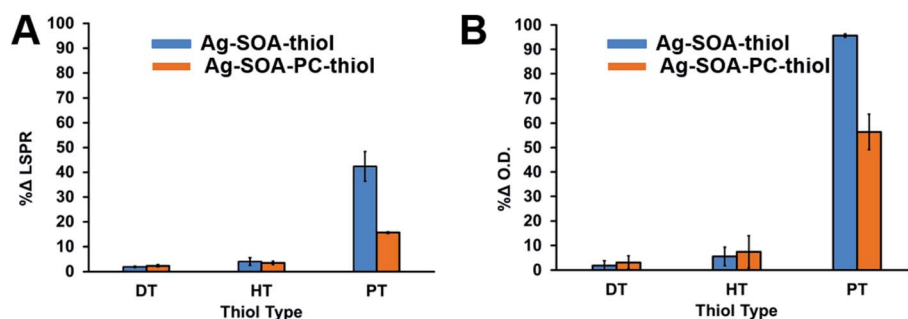 A
Ag-SOA-thiol
Ag-SOA-PC-thiol
%Δ LSPR
100
90
80
70
60
50
40
30
20
10
0
DT HT PT
Thiol Type
B
Ag-SOA-thiol
Ag-SOA-PC-thiol
%Δ O.D.
100
90
80
70
60
50
40
30
20
10
0
DT HT PT
Thiol Type